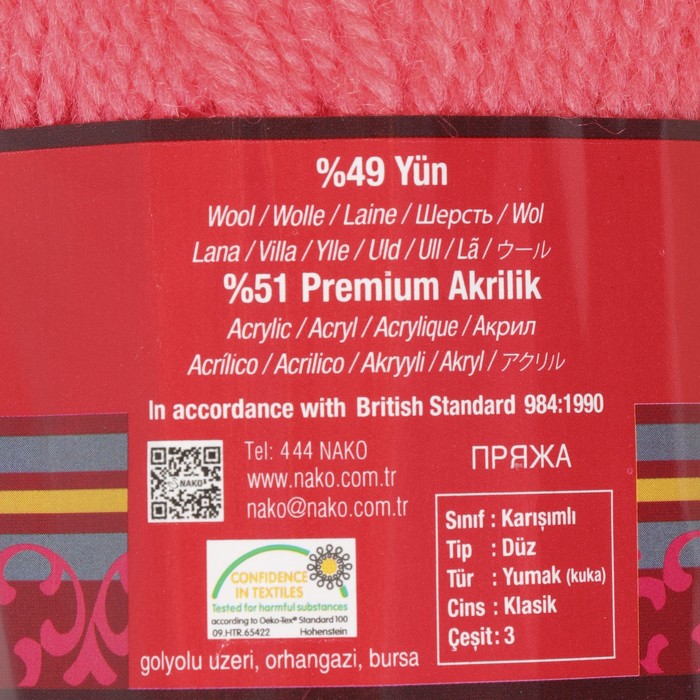 %49 Yün
Wool / Wolle / Laine / Шерсть / Wol
Lana / Villa / Ylle / Uld / Ull / Lã / ウール
%51 Premium Akrilik
Acrylic / Acryl / Acrylique / Акрил
Acrílico / Acrilico / Akryyli / Akryl / アクリル
In accordance with British Standard 984:1990
NAKO
Tel: 444 NAKO
www.nako.com.tr
nako@nako.com.tr
ПРЯЖА
Sınıf : Karışımlı
Tip : Düz
Tür : Yumak (kuka)
Cins : Klasik
Çeşit : 3
CONFIDENCE
IN TEXTILES
Tested for harmful substances
according to Oeko-Tex® Standard 100
09.HTR.65422 Hohenstein
golyolu uzeri, orhangazi, bursa